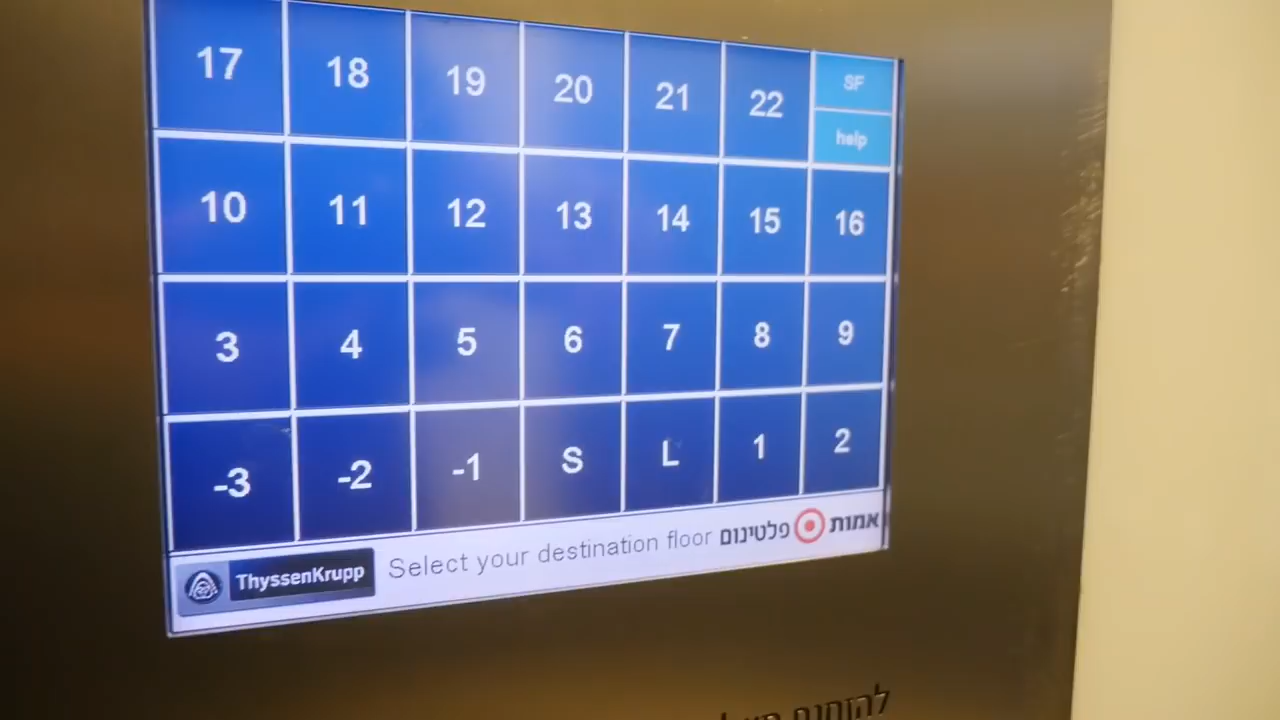 17 18 19 20 21 22 SF
help
10 11 12 13 14 15 16
3 4 5 6 7 8 9
-3 -2 -1 S L 1 2
ThyssenKrupp Select your destination floor אמות פלטינום